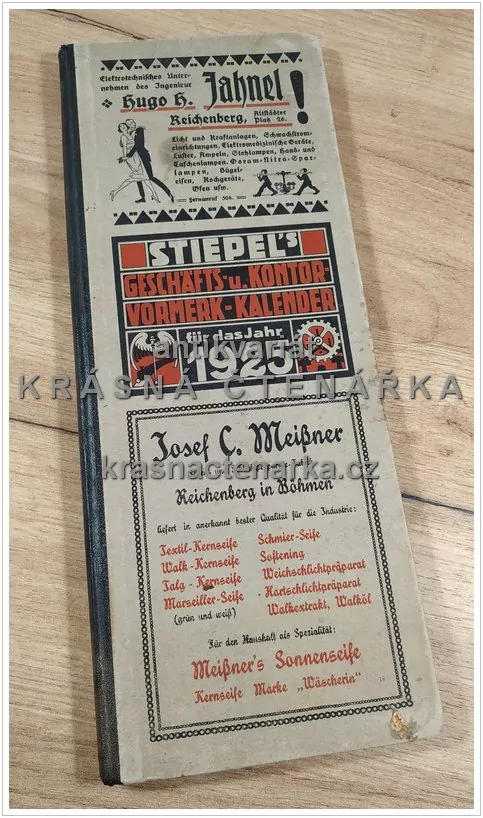 Elektrotechnisches Unter-
nehmen des Ingenieur
Hugo H. Jahnel!
Reichenberg, Altstädter
Platz 26.
Licht und Kraftanlagen, Schwachstrom-
einrichtungen, Elektromedizinische Geräte,
Luster, Ampeln, Stehlampen, Hand- und
Taschenlampen, Osram-Nitra-Spar-
lampen, Bügel-
eisen, Kochgeräte,
Öfen usw.
Fernanruf 506.
STIEPEL's
GESCHÄFTS- u. KONTOR-
VORMERK-KALENDER
für das Jahr
1925
antikvariát
KRÁSNÁ ČTENÁŘKA
krasnactenarka.cz
Josef C. Meißner
Reichenberg in Böhmen
liefert in anerkannt bester Qualität für die Industrie:
Textil-Kernseife
Walk-Kernseife
Talg-Kernseife
Marseiller-Seife
(grün und weiß)
Schmier-Seife
Softening
Weichschlichtpräparat
Hartschlichtpräparat
Walkextrakt, Walköl
Für den Haushalt als Spezialität:
Meißner's Sonnenseife
Kernseife Marke „Wäscherin"